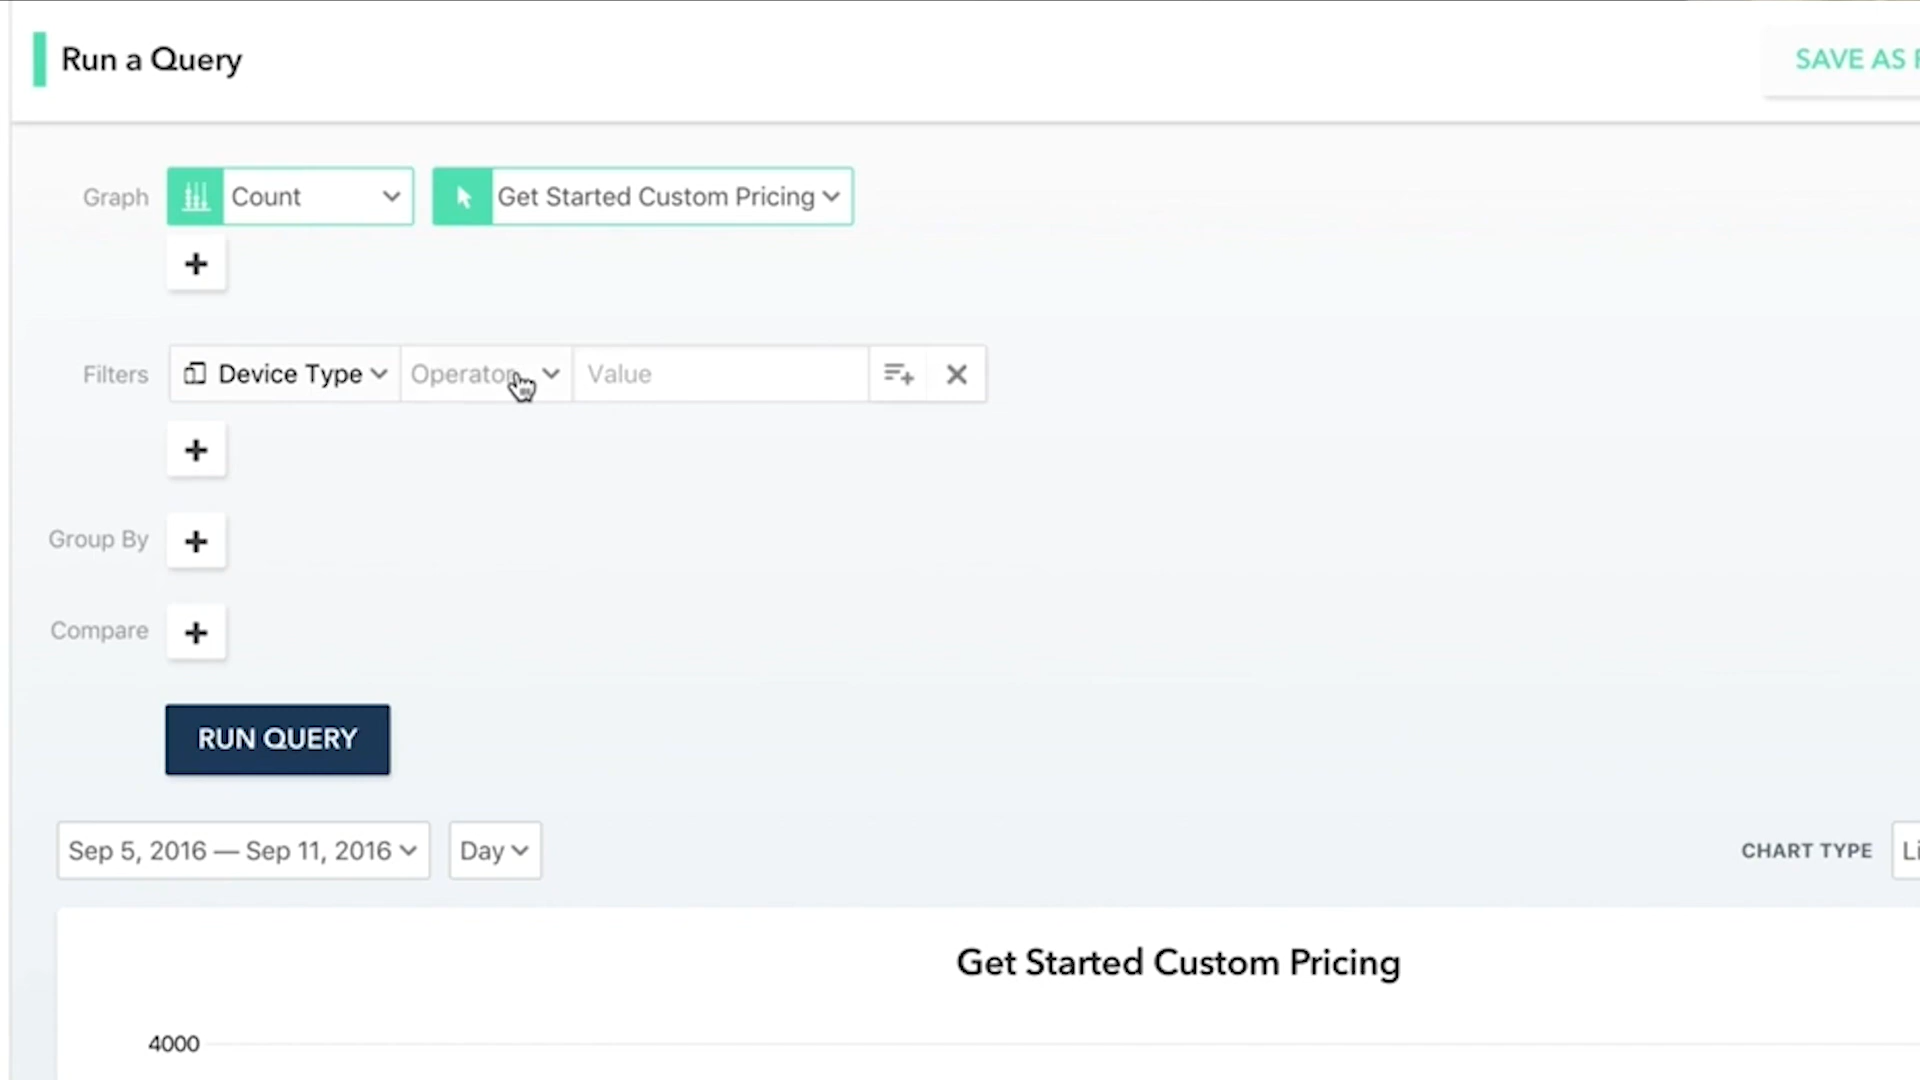 Run a Query
SAVE AS
Graph Count Get Started Custom Pricing
Filters Device Type Operator Value
Group By
Compare
RUN QUERY
Sep 5, 2016 — Sep 11, 2016 Day CHART TYPE Li
Get Started Custom Pricing
4000